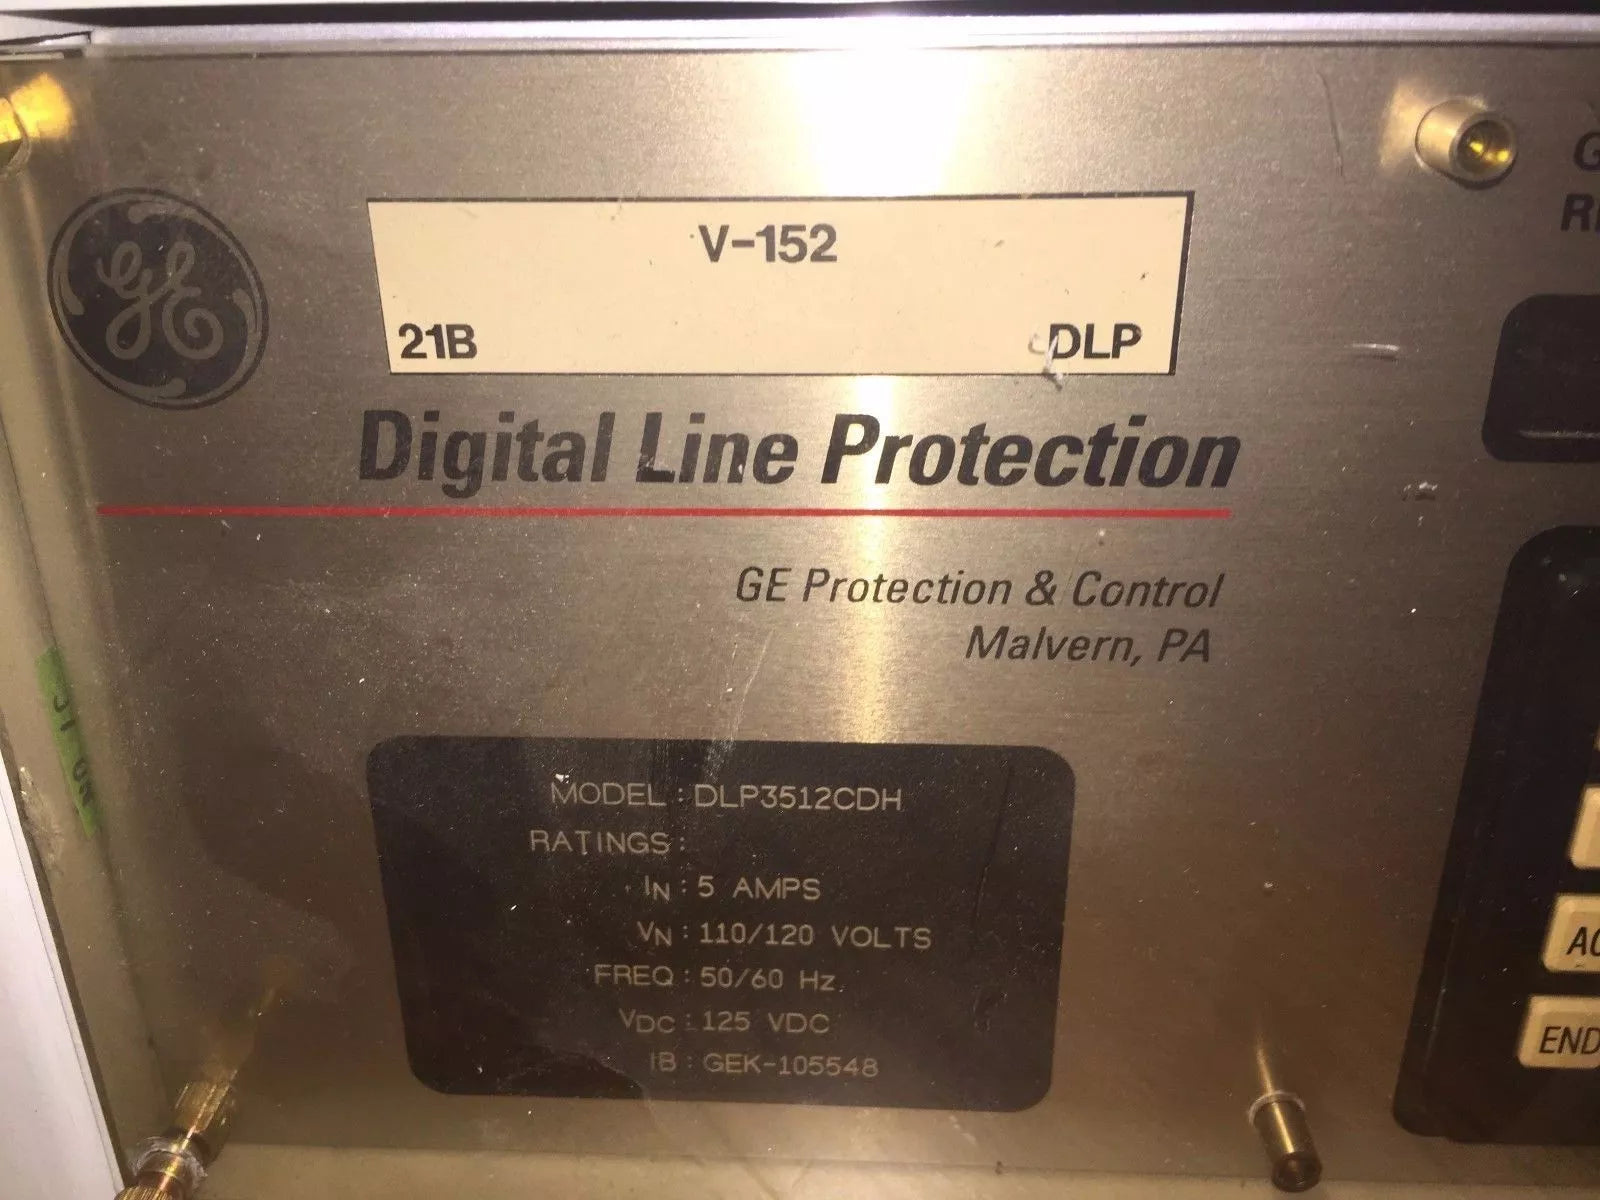 GE
V-152
21B DLP
Digital Line Protection
GE Protection & Control
Malvern, PA
MODEL : DLP3512CDH
RATINGS :
IN : 5 AMPS
VN : 110/120 VOLTS
FREQ : 50/60 Hz.
VDC : 125 VDC
IB : GEK-105548
END